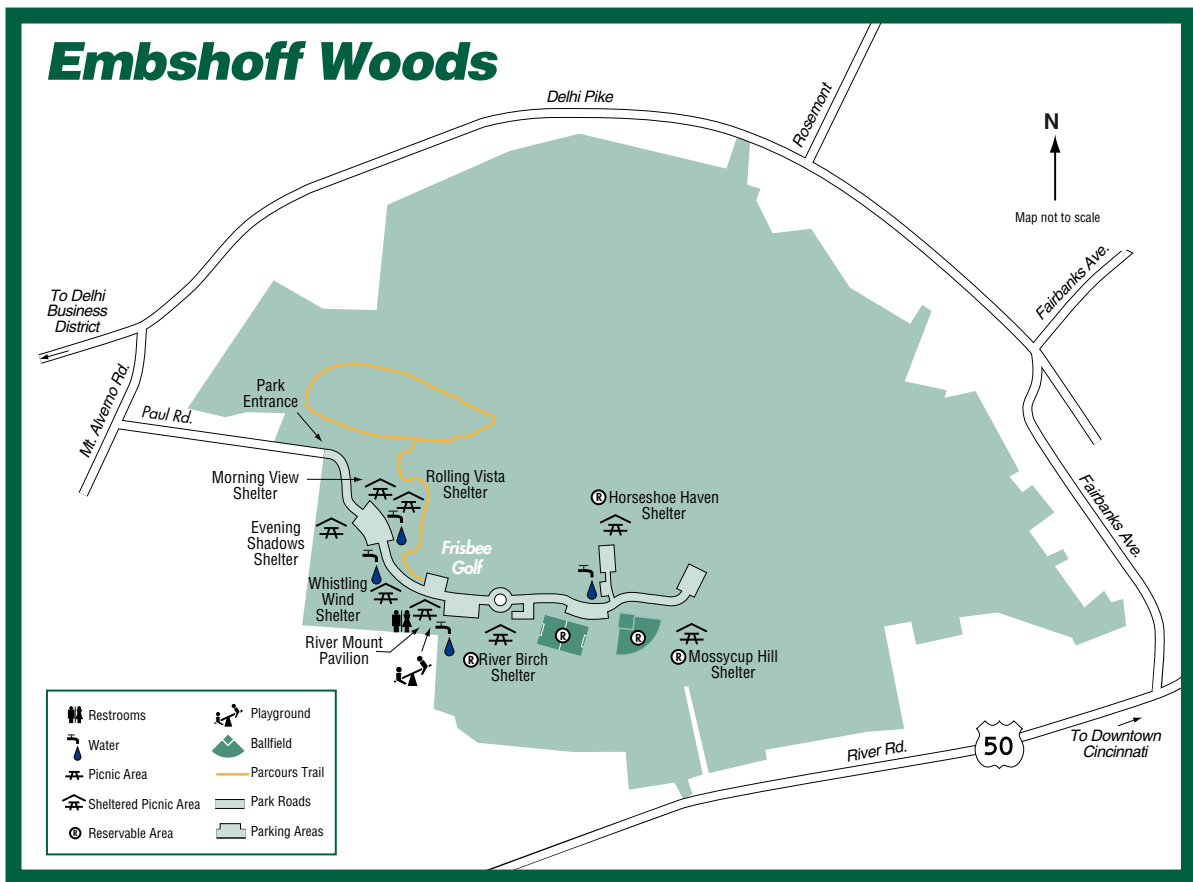 Embshoff Woods
Delhi Pike
Rosemont
N
Map not to scale
Fairbanks Ave.
To Delhi
Business
District
Mt. Alverno Rd.
Paul Rd.
Park
Entrance
Morning View
Shelter
Rolling Vista
Shelter
R Horseshoe Haven
Shelter
Evening
Shadows
Shelter
Frisbee
Golf
Fairbanks Ave.
Whistling
Wind
Shelter
River Mount
Pavilion
R
R
R River Birch
Shelter
R Mossycup Hill
Shelter
River Rd.
50
To Downtown
Cincinnati
Restrooms
Water
Picnic Area
Sheltered Picnic Area
R Reservable Area
Playground
Ballfield
Parcours Trail
Park Roads
Parking Areas